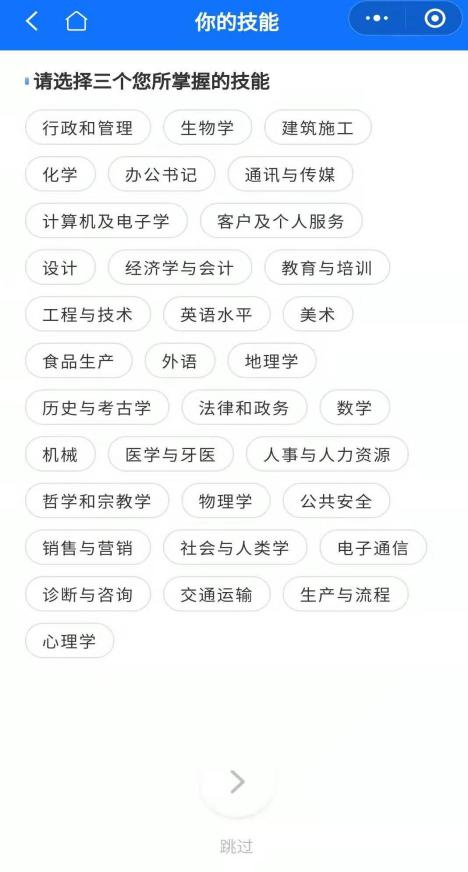 你的技能
请选择三个您所掌握的技能
行政和管理 生物学 建筑施工
化学 办公书记 通讯与传媒
计算机及电子学 客户及个人服务
设计 经济学与会计 教育与培训
工程与技术 英语水平 美术
食品生产 外语 地理学
历史与考古学 法律和政务 数学
机械 医学与牙医 人事与人力资源
哲学和宗教学 物理学 公共安全
销售与营销 社会与人类学 电子通信
诊断与咨询 交通运输 生产与流程
心理学
跳过